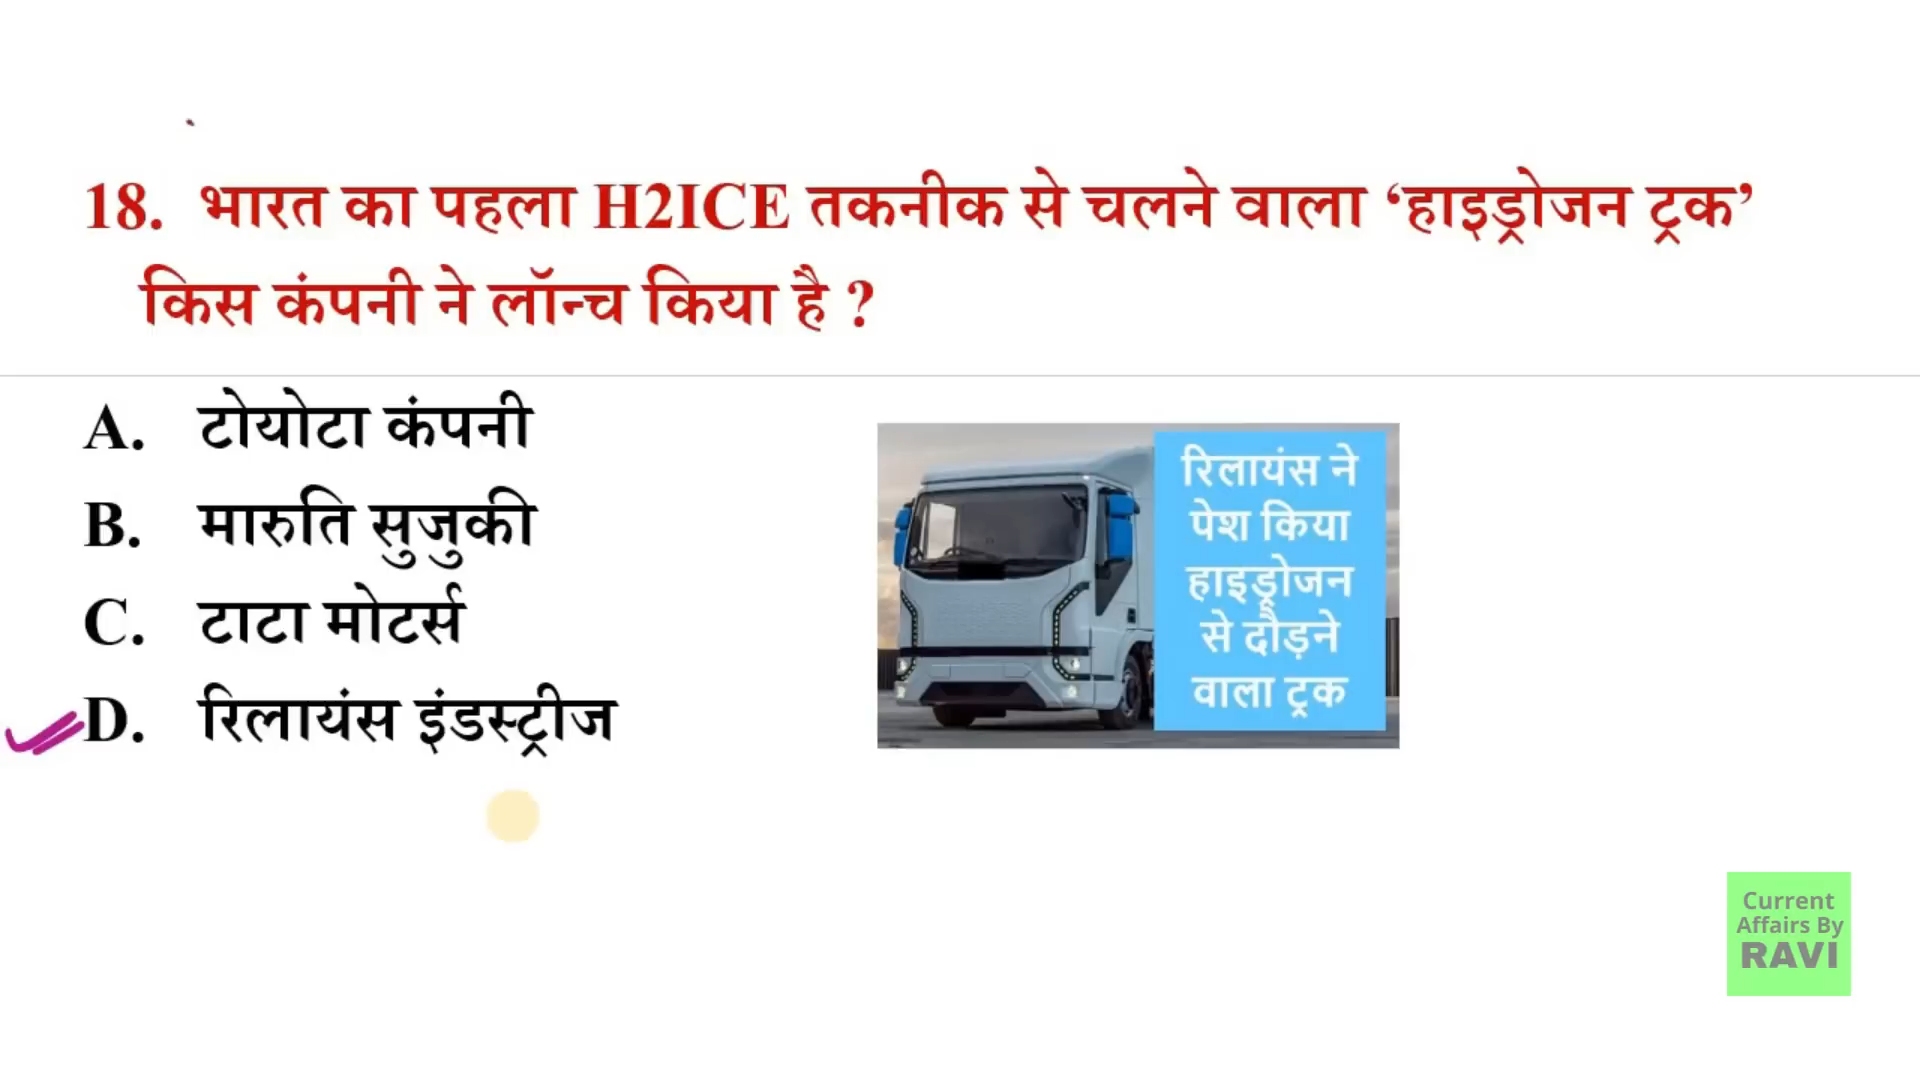 18. भारत का पहला H2ICE तकनीक से चलने वाला ‘हाइड्रोजन ट्रक’
किस कंपनी ने लॉन्च किया है ?
A. टोयोटा कंपनी
B. मारुति सुजुकी
C. टाटा मोटर्स
D. रिलायंस इंडस्ट्रीज
रिलायंस ने
पेश किया
हाइड्रोजन
से दौड़ने
वाला ट्रक
Current
Affairs By
RAVI